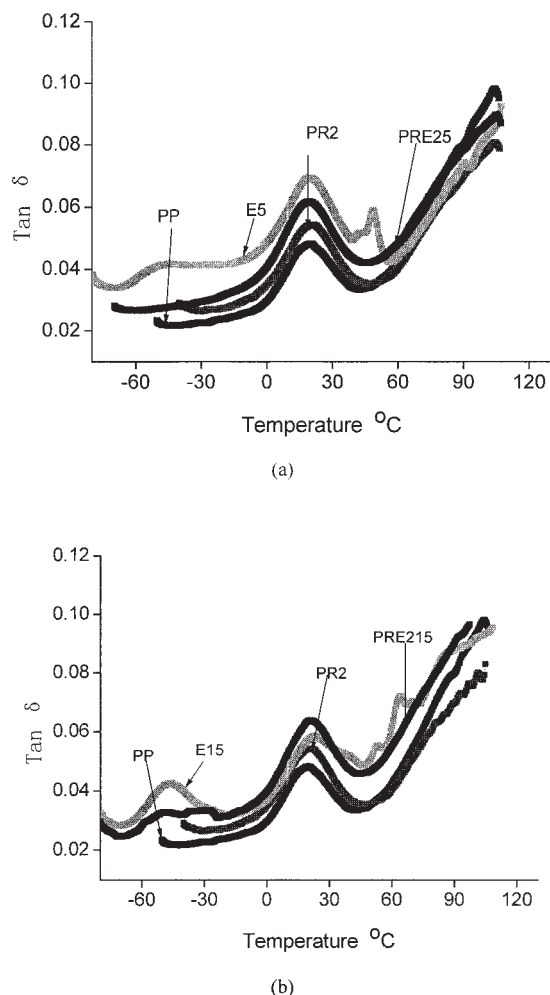 0.12
0.10
0.08
0.06
0.04
0.02
Tan δ
PP
E5
PR2
PRE25
-60 -30 0 30 60 90 120
Temperature °C
(a)
0.12
0.10
0.08
0.06
0.04
0.02
Tan δ
PP
E15
PR2
PRE215
-60 -30 0 30 60 90 120
Temperature °C
(b)